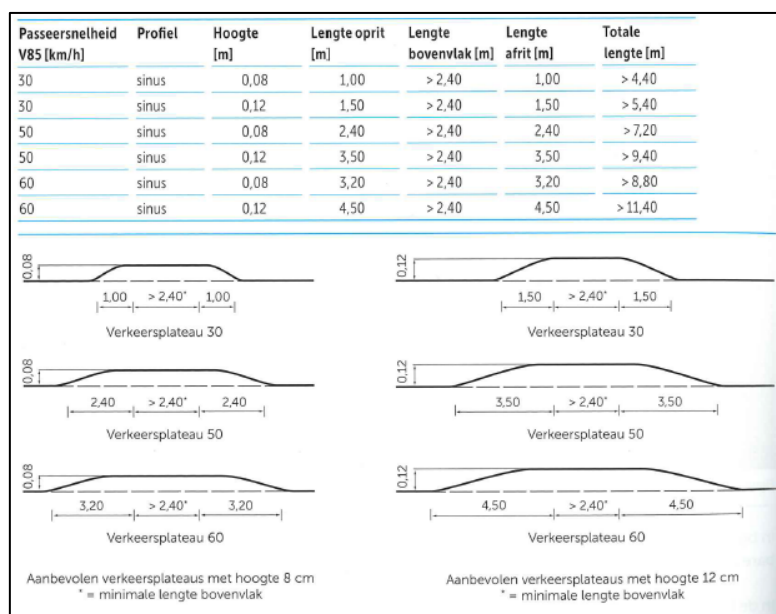 Passeersnelheid Profiel Hoogte Lengte oprit Lengte Lengte Totale
V85 [km/h] [m] [m] bovenvlak [m] afrit [m] lengte [m]
30 sinus 0,08 1,00 > 2,40 1,00 > 4,40
30 sinus 0,12 1,50 > 2,40 1,50 > 5,40
50 sinus 0,08 2,40 > 2,40 2,40 > 7,20
50 sinus 0,12 3,50 > 2,40 3,50 > 9,40
60 sinus 0,08 3,20 > 2,40 3,20 > 8,80
60 sinus 0,12 4,50 > 2,40 4,50 > 11,40
0,08 0,12
1,00 > 2,40* 1,00 1,50 > 2,40* 1,50
Verkeersplateau 30 Verkeersplateau 30
0,08 0,12
2,40 > 2,40* 2,40 3,50 > 2,40* 3,50
Verkeersplateau 50 Verkeersplateau 50
0,08 0,12
3,20 > 2,40* 3,20 4,50 > 2,40* 4,50
Verkeersplateau 60 Verkeersplateau 60
Aanbevolen verkeersplateaus met hoogte 8 cm Aanbevolen verkeersplateaus met hoogte 12 cm
* = minimale lengte bovenvlak * = minimale lengte bovenvlak